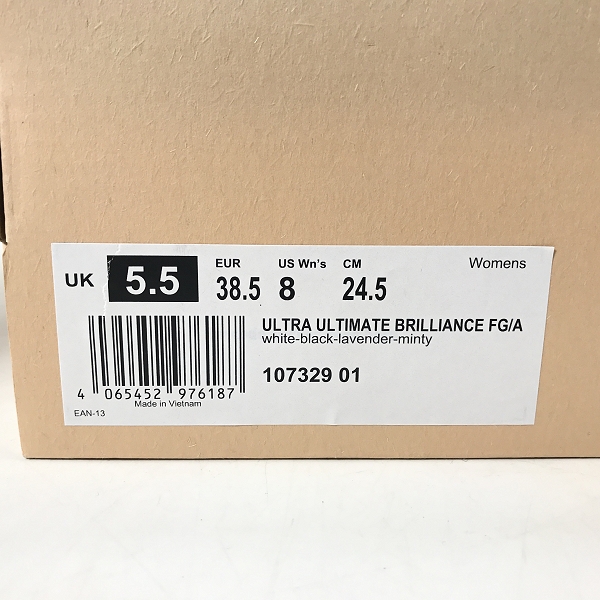 UK 5.5 EUR 38.5 US Wn's 8 CM 24.5 Womens
ULTRA ULTIMATE BRILLIANCE FG/A
white-black-lavender-minty
107329 01
4 065452 976187
Made in Vietnam
EAN-13